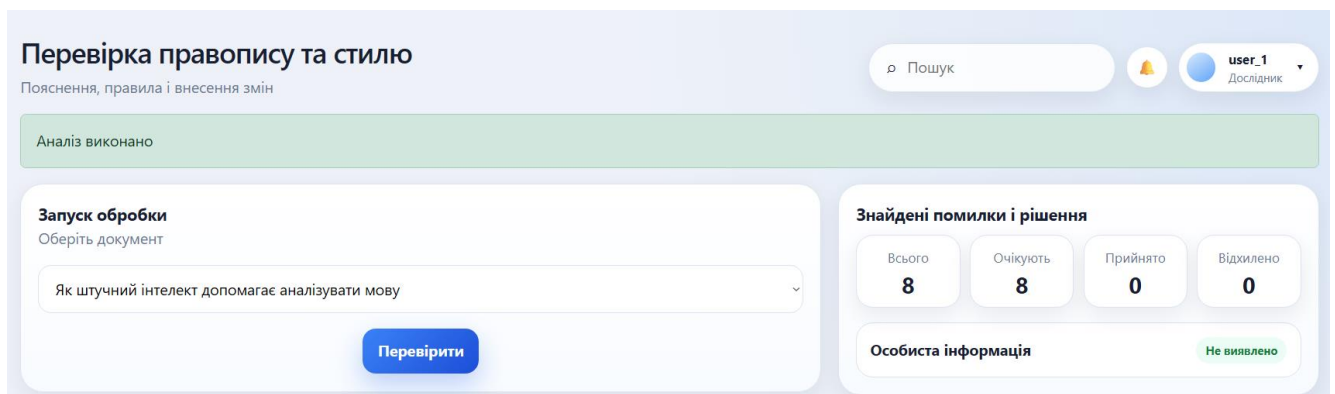 Перевірка правопису та стилю
Пояснення, правила і внесення змін
Пошук
user_1
Дослідник
Аналіз виконано
Запуск обробки
Оберіть документ
Як штучний інтелект допомагає аналізувати мову
Перевірити
Знайдені помилки і рішення
Всього Очікують Прийнято Відхилено
8 8 0 0
Особиста інформація Не виявлено